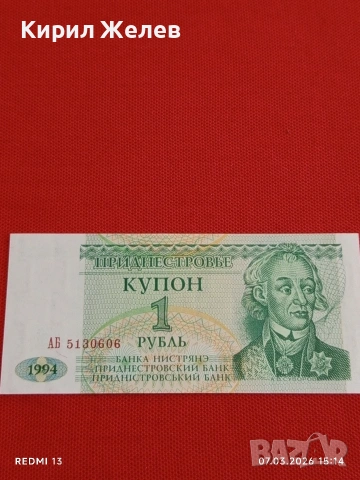 Кирил Желев
ПРИДНЕСТРОВЬЕ
КУПОН
1
РУБЛЬ
АБ 5130606
1994
БАНКА НИСТРЯНЭ
ПРИДНЕСТРОВСКИЙ БАНК
ПРИДНІСТРОВСЬКИЙ БАНК
REDMI 13
07.03.2026 15:14
BAZAR